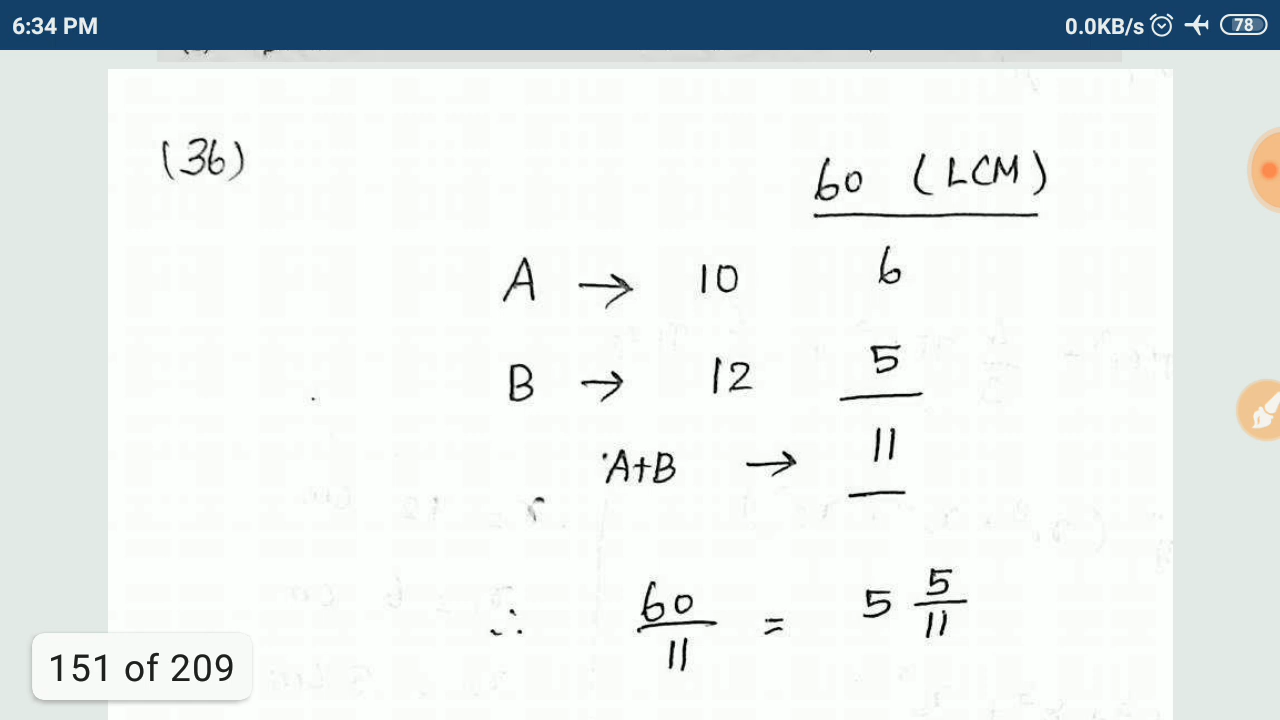 6:34 PM 0.0KB/s 78
(36)
60 (LCM)
A → 10 6
B → 12 5
A+B → 11
∴ 60/11 = 5 5/11
151 of 209